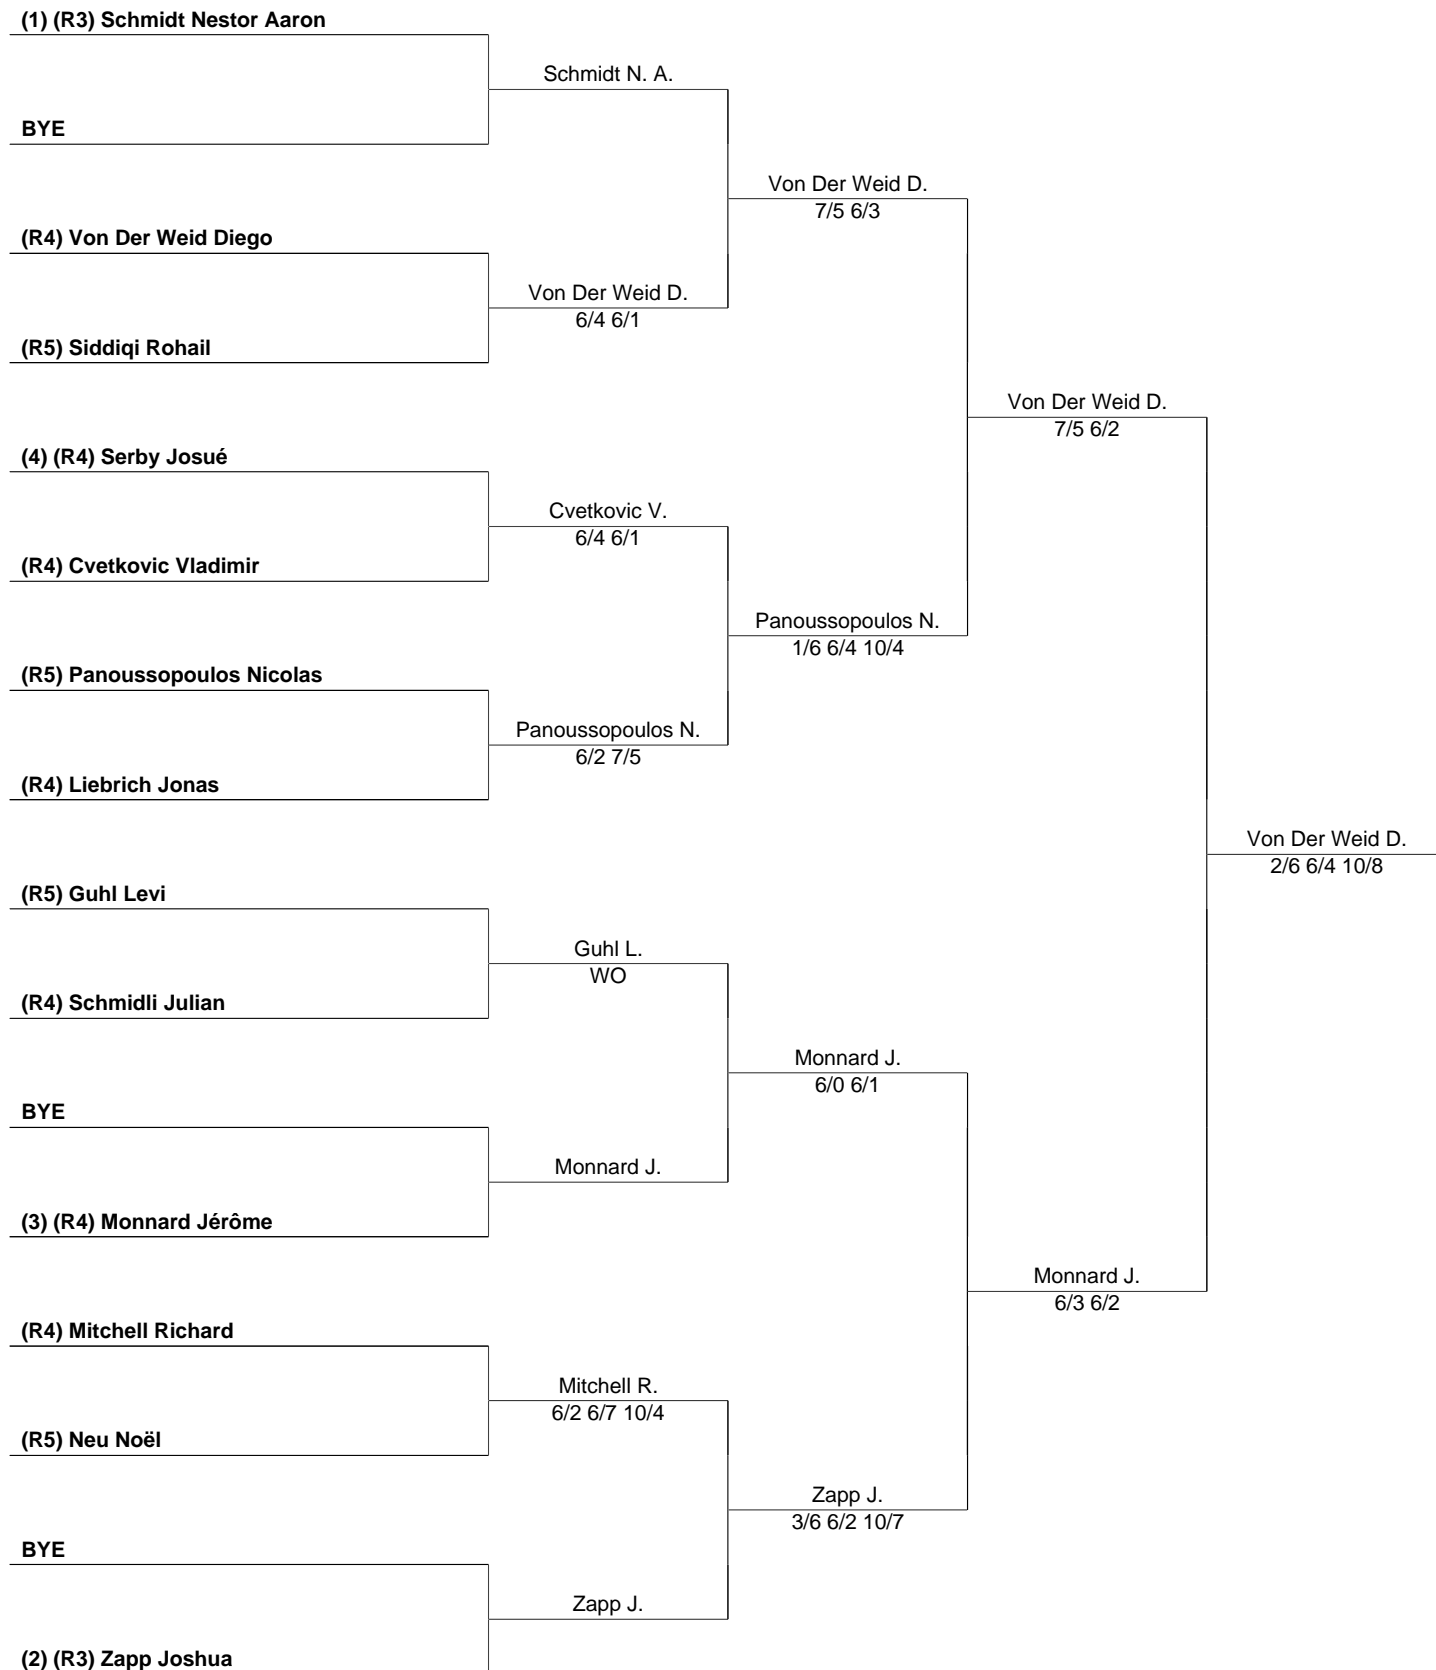 (1) (R3) Schmidt Nestor Aaron
Schmidt N. A.
BYE
Von Der Weid D.
7/5 6/3
(R4) Von Der Weid Diego
Von Der Weid D.
6/4 6/1
(R5) Siddiqi Rohail
Von Der Weid D.
7/5 6/2
(4) (R4) Serby Josué
Cvetkovic V.
6/4 6/1
(R4) Cvetkovic Vladimir
Panoussopoulos N.
1/6 6/4 10/4
(R5) Panoussopoulos Nicolas
Panoussopoulos N.
6/2 7/5
(R4) Liebrich Jonas
Von Der Weid D.
2/6 6/4 10/8
(R5) Guhl Levi
Guhl L.
WO
(R4) Schmidli Julian
Monnard J.
6/0 6/1
BYE
Monnard J.
(3) (R4) Monnard Jérôme
Monnard J.
6/3 6/2
(R4) Mitchell Richard
Mitchell R.
6/2 6/7 10/4
(R5) Neu Noël
Zapp J.
3/6 6/2 10/7
BYE
Zapp J.
(2) (R3) Zapp Joshua